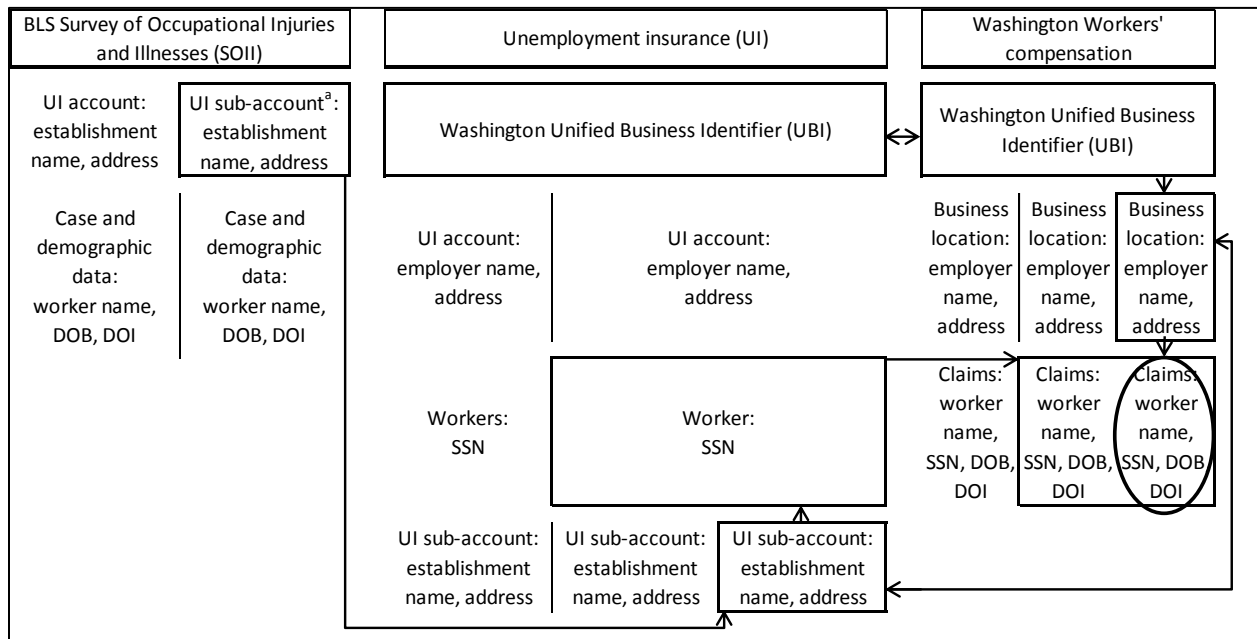 BLS Survey of Occupational Injuries
and Illnesses (SOII)
Unemployment insurance (UI)
Washington Workers'
compensation
UI account:
establishment
name, address
UI sub-accountᵃ:
establishment
name, address
Washington Unified Business Identifier (UBI)
Washington Unified Business
Identifier (UBI)
Case and
demographic
data:
worker name,
DOB, DOI
Case and
demographic
data:
worker name,
DOB, DOI
UI account:
employer name,
address
UI account:
employer name,
address
Business
location:
employer
name,
address
Business
location:
employer
name,
address
Business
location:
employer
name,
address
Workers:
SSN
Worker:
SSN
Claims:
worker
name,
SSN, DOB,
DOI
Claims:
worker
name,
SSN, DOB,
DOI
Claims:
worker
name,
SSN, DOB,
DOI
UI sub-account:
establishment
name, address
UI sub-account:
establishment
name, address
UI sub-account:
establishment
name, address